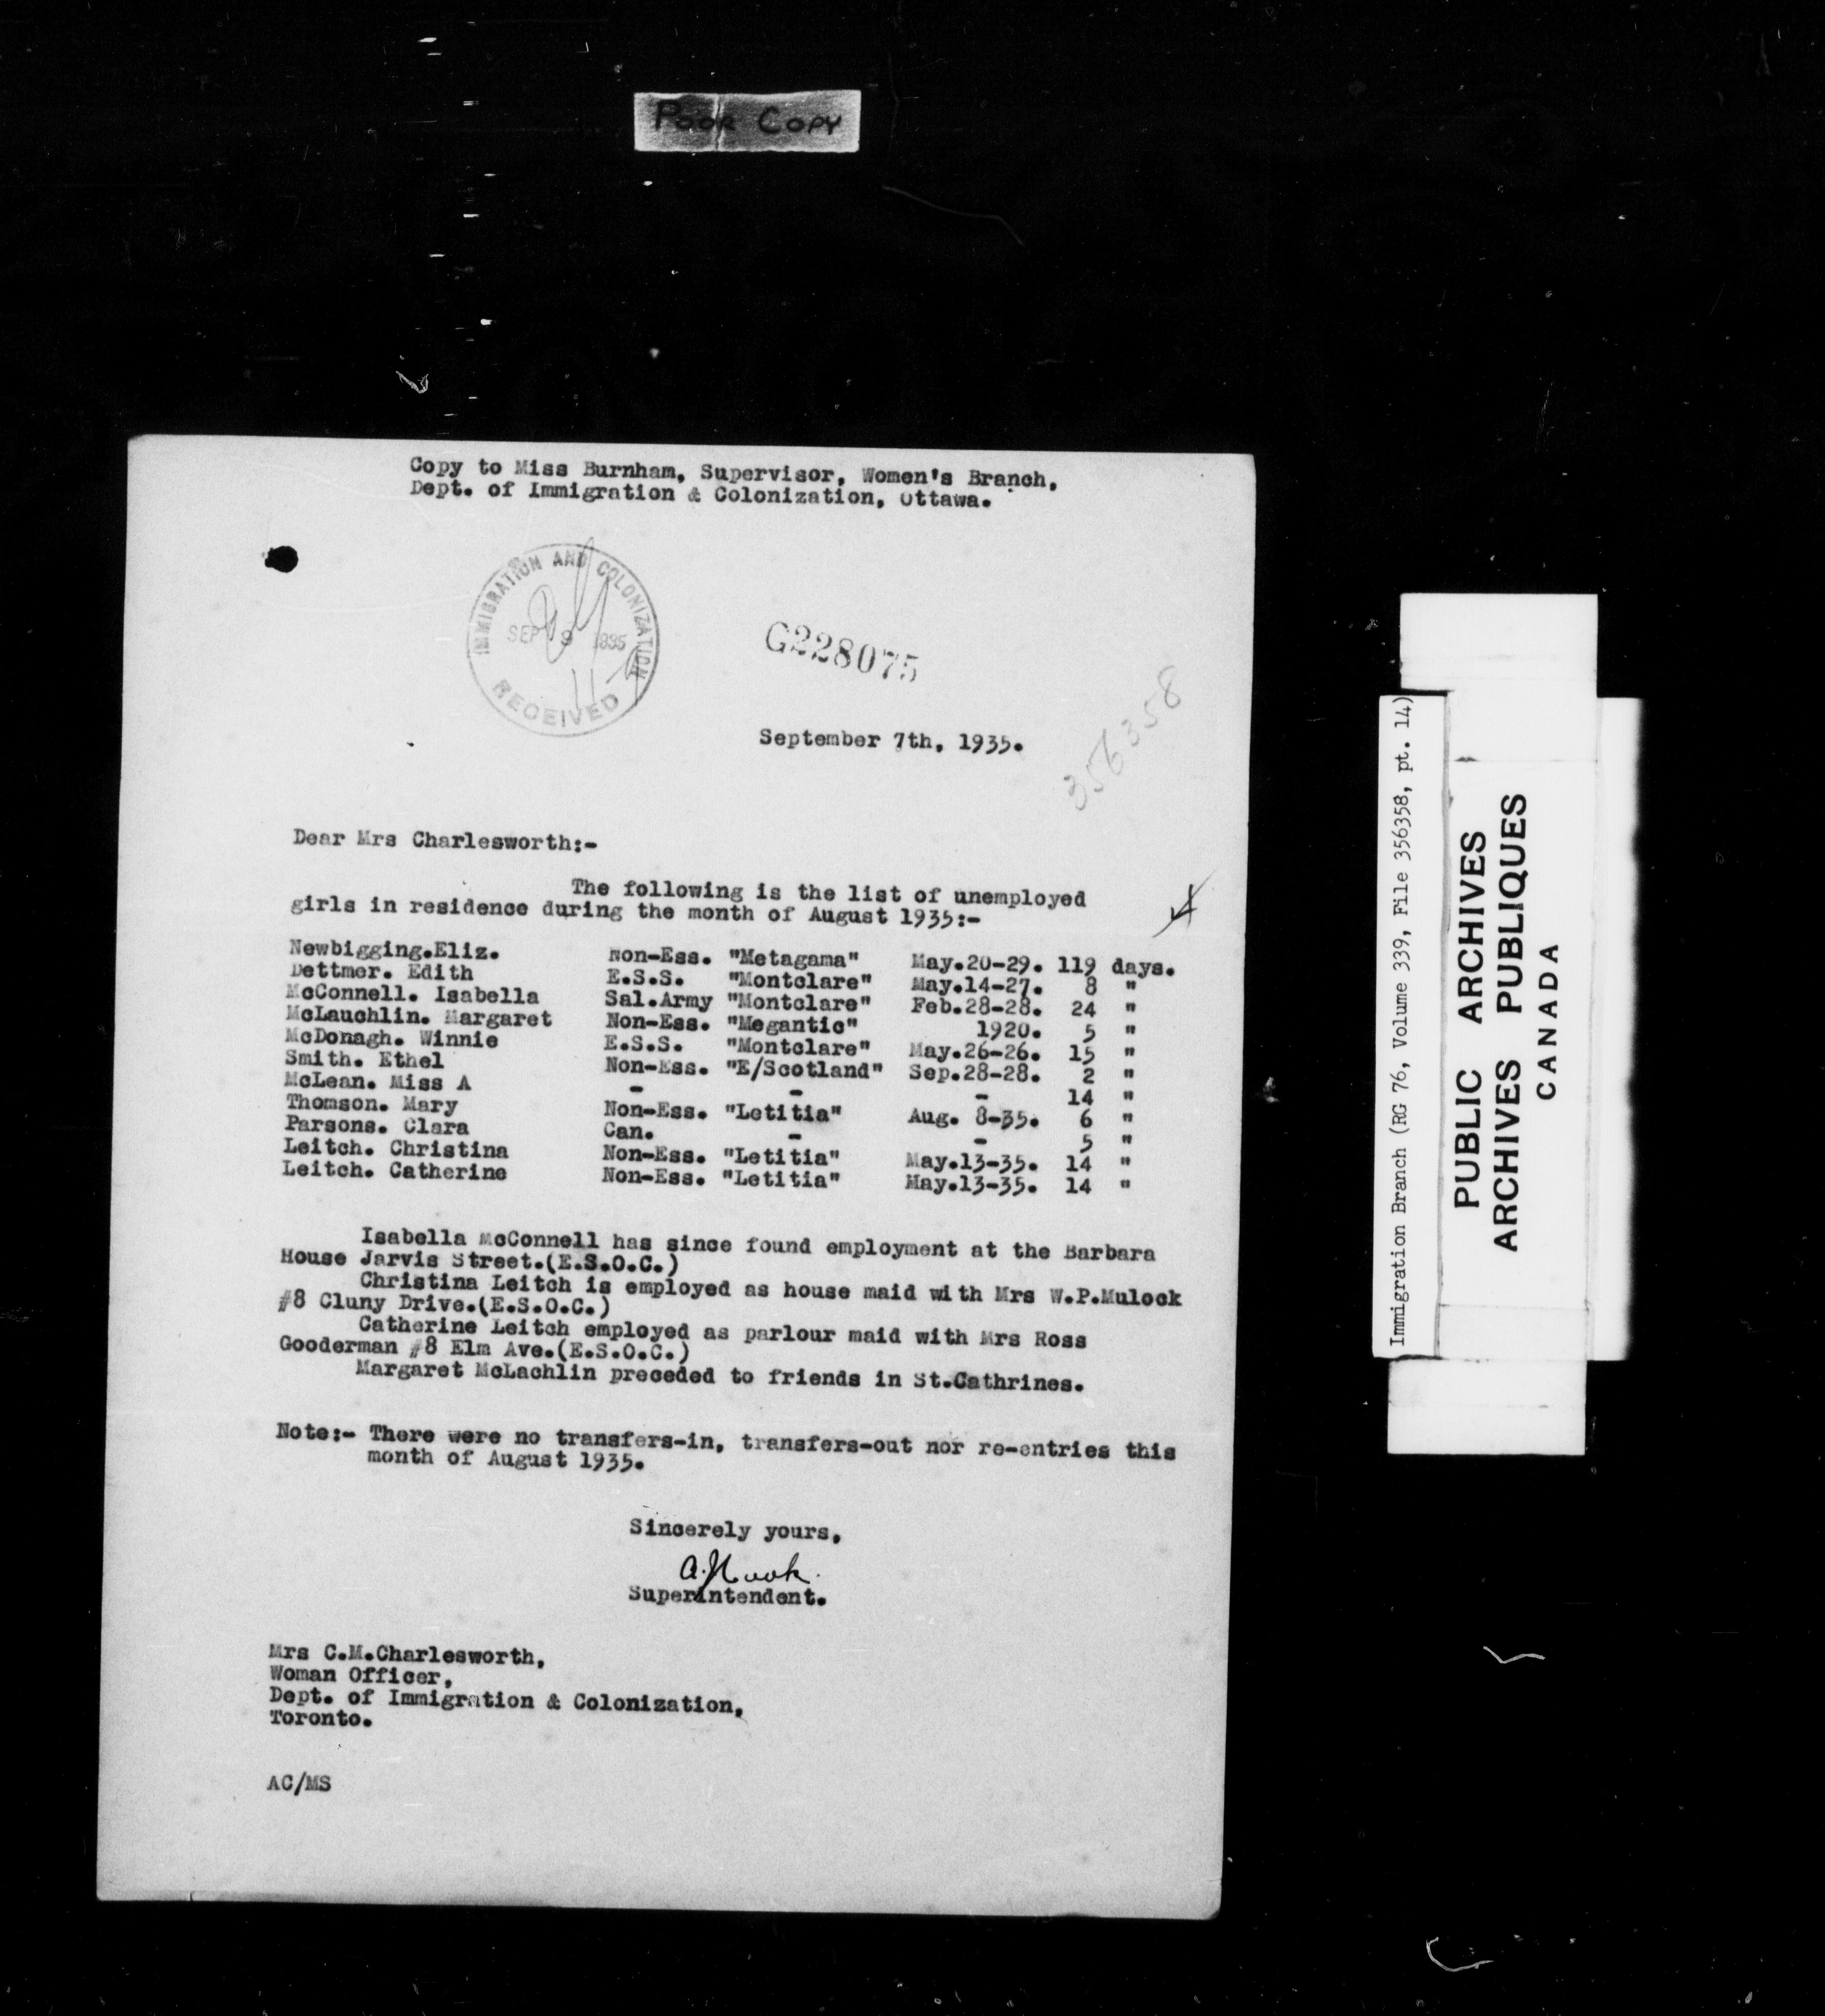 Poor Copy
Copy to Miss Burnham, Supervisor, Women's Branch,
Dept. of Immigration & Colonization, Ottawa.
IMMIGRATION AND COLONIZATION
SEP 9 1935
RECEIVED
G228075
September 7th, 1935.
356358
Dear Mrs Charlesworth:-
The following is the list of unemployed
girls in residence during the month of August 1935:-
Newbigging.Eliz. Non-Ess. "Metagama" May.20-29. 119 days.
Dettmer. Edith E.S.S. "Montclare" May.14-27. 8 "
McConnell. Isabella Sal.Army "Montclare" Feb.28-28. 24 "
McLauchlin. Margaret Non-Ess. "Megantic" 1920. 5 "
McDonagh. Winnie E.S.S. "Montclare" May.26-26. 15 "
Smith. Ethel Non-Ess. "E/Scotland" Sep.28-28. 2 "
McLean. Miss A - - - 14 "
Thomson. Mary Non-Ess. "Letitia" Aug. 8-35. 6 "
Parsons. Clara Can. - - 5 "
Leitch. Christina Non-Ess. "Letitia" May.13-35. 14 "
Leitch. Catherine Non-Ess. "Letitia" May.13-35. 14 "
Isabella McConnell has since found employment at the Barbara
House Jarvis Street.(E.S.O.C.)
Christina Leitch is employed as house maid with Mrs W.P.Mulock
#8 Cluny Drive.(E.S.O.C.)
Catherine Leitch employed as parlour maid with Mrs Ross
Gooderman #8 Elm Ave.(E.S.O.C.)
Margaret McLachlin preceded to friends in St.Cathrines.
Note:- There were no transfers-in, transfers-out nor re-entries this
month of August 1935.
Sincerely yours,
Superintendent.
Mrs C.M.Charlesworth,
Woman Officer,
Dept. of Immigration & Colonization,
Toronto.
AC/MS
Immigration Branch (RG 76, Volume 339, File 356358, pt. 14)
PUBLIC ARCHIVES
ARCHIVES PUBLIQUES
CANADA